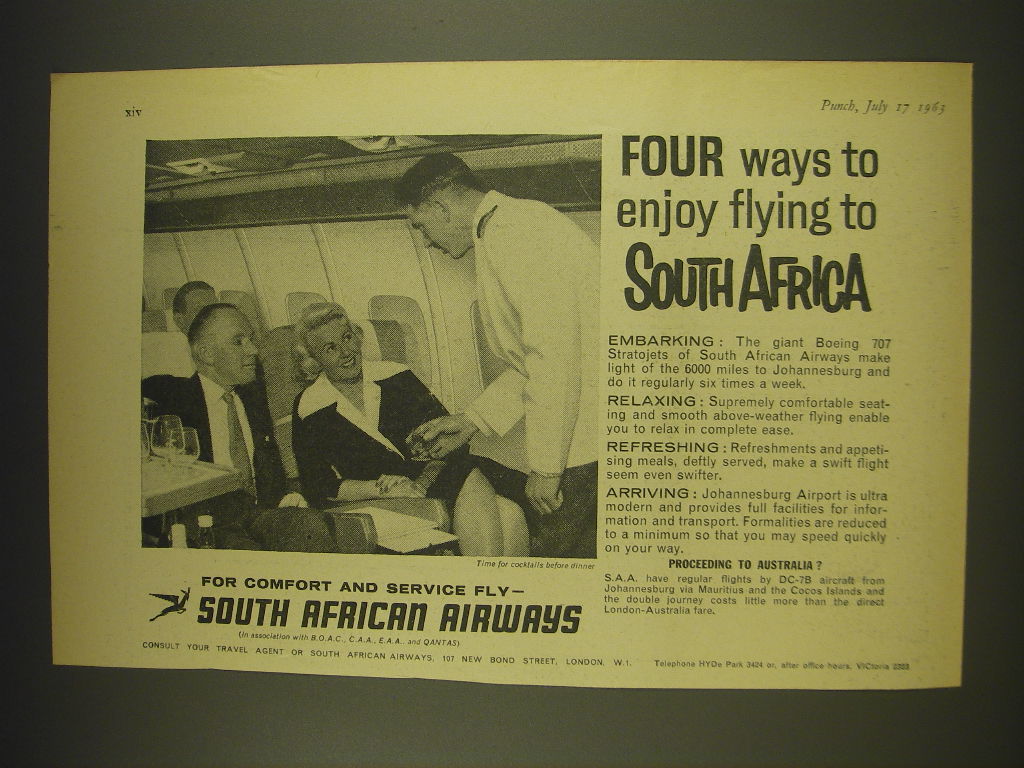 xiv
Punch, July 17 1963
FOUR ways to
enjoy flying to
SOUTH AFRICA
EMBARKING: The giant Boeing 707
Stratojets of South African Airways make
light of the 6000 miles to Johannesburg and
do it regularly six times a week.
RELAXING: Supremely comfortable seat-
ing and smooth above-weather flying enable
you to relax in complete ease.
REFRESHING: Refreshments and appeti-
sing meals, deftly served, make a swift flight
seem even swifter.
ARRIVING: Johannesburg Airport is ultra
modern and provides full facilities for infor-
mation and transport. Formalities are reduced
to a minimum so that you may speed quickly
on your way.
PROCEEDING TO AUSTRALIA?
S.A.A. have regular flights by DC-7B aircraft from
Johannesburg via Mauritius and the Cocos Islands and
the double journey costs little more than the direct
London-Australia fare.
Time for cocktails before dinner
FOR COMFORT AND SERVICE FLY—
SOUTH AFRICAN AIRWAYS
(In association with B.O.A.C., C.A.A., E.A.A. and QANTAS)
CONSULT YOUR TRAVEL AGENT OR SOUTH AFRICAN AIRWAYS, 107 NEW BOND STREET, LONDON, W.1. Telephone HYDe Park 3424 or, after office hours, VICtoria